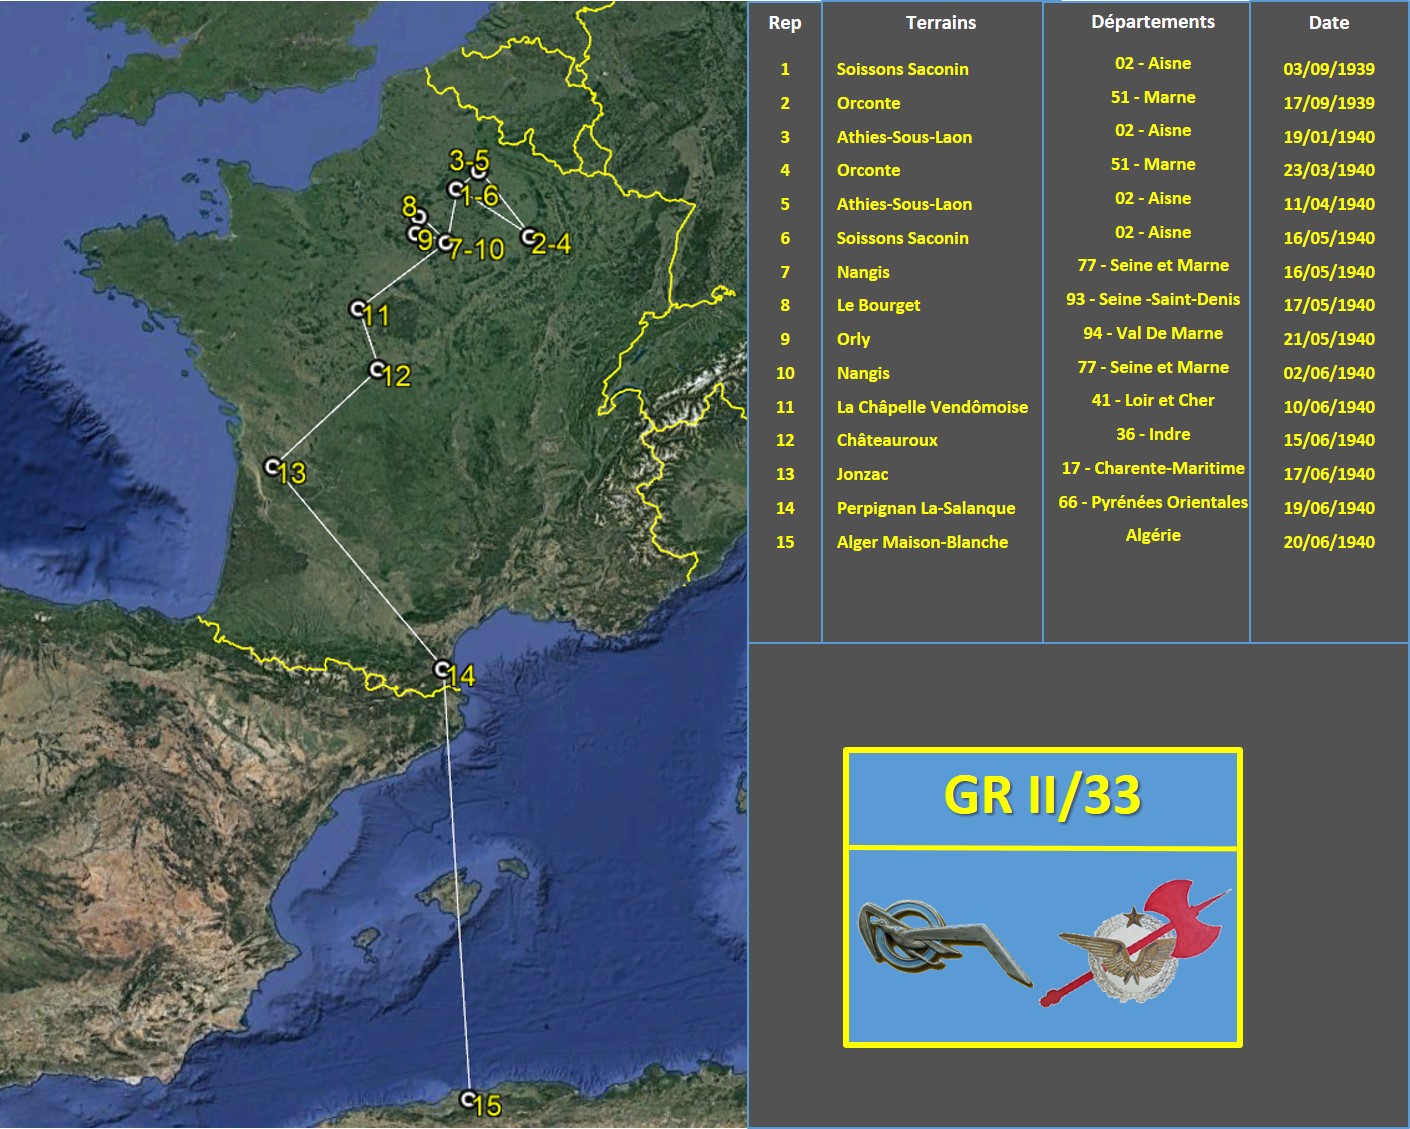 Rep Terrains Départements Date
1 Soissons Saconin 02 - Aisne 03/09/1939
2 Orconte 51 - Marne 17/09/1939
3 Athies-Sous-Laon 02 - Aisne 19/01/1940
4 Orconte 51 - Marne 23/03/1940
5 Athies-Sous-Laon 02 - Aisne 11/04/1940
6 Soissons Saconin 02 - Aisne 16/05/1940
7 Nangis 77 - Seine et Marne 16/05/1940
8 Le Bourget 93 - Seine -Saint-Denis 17/05/1940
9 Orly 94 - Val De Marne 21/05/1940
10 Nangis 77 - Seine et Marne 02/06/1940
11 La Châpelle Vendômoise 41 - Loir et Cher 10/06/1940
12 Châteauroux 36 - Indre 15/06/1940
13 Jonzac 17 - Charente-Maritime 17/06/1940
14 Perpignan La-Salanque 66 - Pyrénées Orientales 19/06/1940
15 Alger Maison-Blanche Algérie 20/06/1940
3-5
1-6
8
9
7-10
2-4
11
12
13
14
15
GR II/33